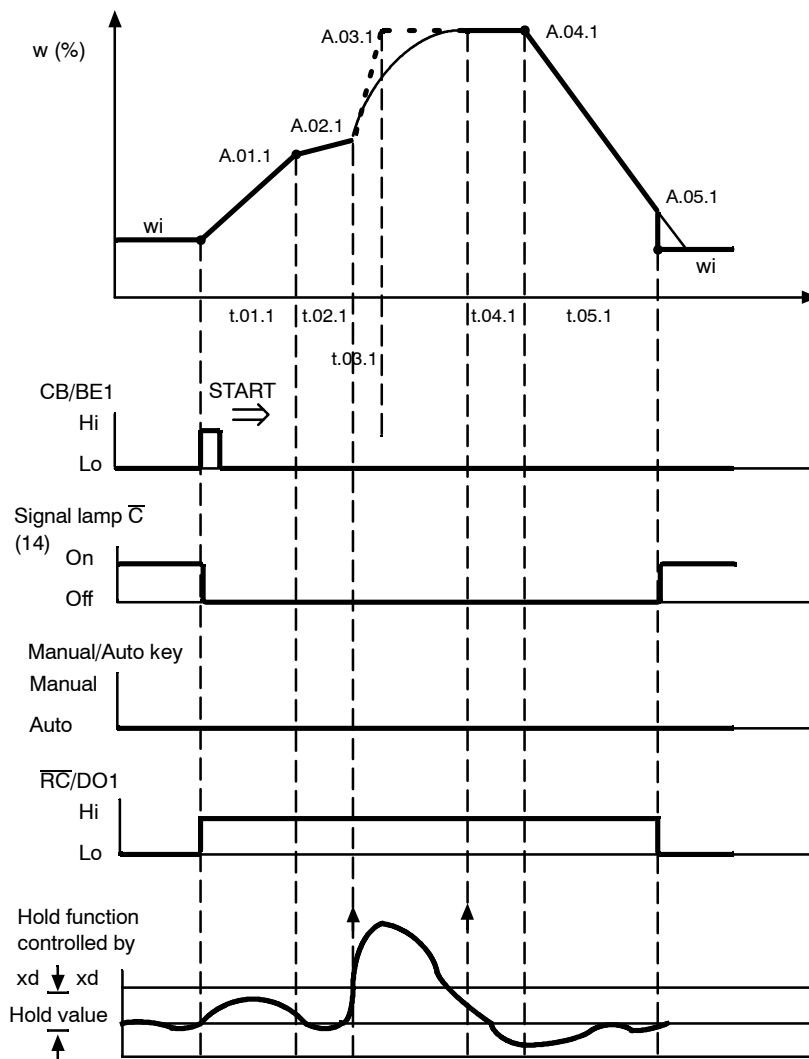 w (%)
A.03.1
A.04.1
A.02.1
A.01.1
A.05.1
wi
wi
t.01.1
t.02.1
t.04.1
t.05.1
t.03.1
CB/BE1
START
Hi
Lo
Signal lamp C̅
(14)
On
Off
Manual/Auto key
Manual
Auto
R̅C̅/DO1
Hi
Lo
Hold function
controlled by
xd xd
Hold value